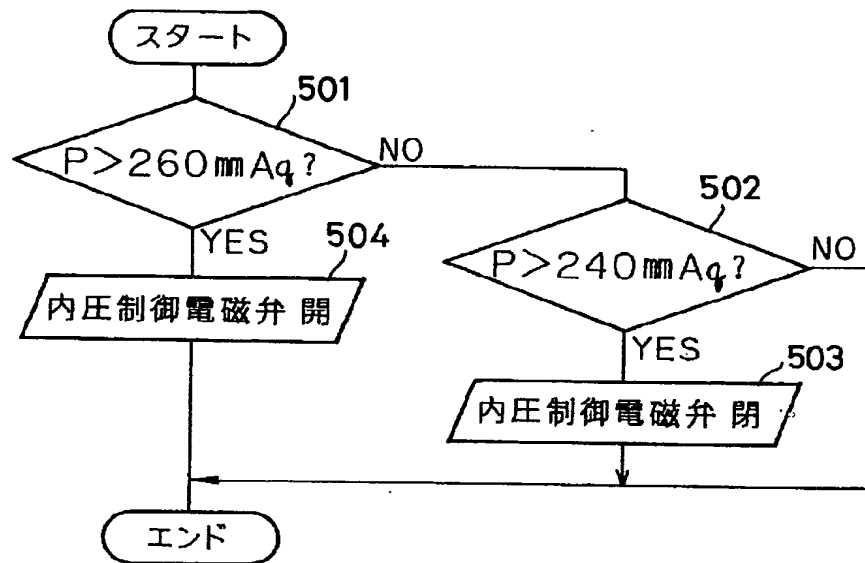 スタート
501
P>260㎜Aq?
NO
YES
502
P>240㎜Aq?
NO
504
内圧制御電磁弁 開
YES
503
内圧制御電磁弁 閉
エンド